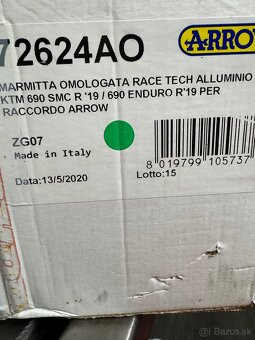 72624AO
ARROW
MARMITTA OMOLOGATA RACE TECH ALLUMINIO
KTM 690 SMC R '19 / 690 ENDURO R'19 PER
RACCORDO ARROW
ZG07
Made in Italy
8 019799 105737
Data:13/5/2020
Lotto:15
bazos.sk